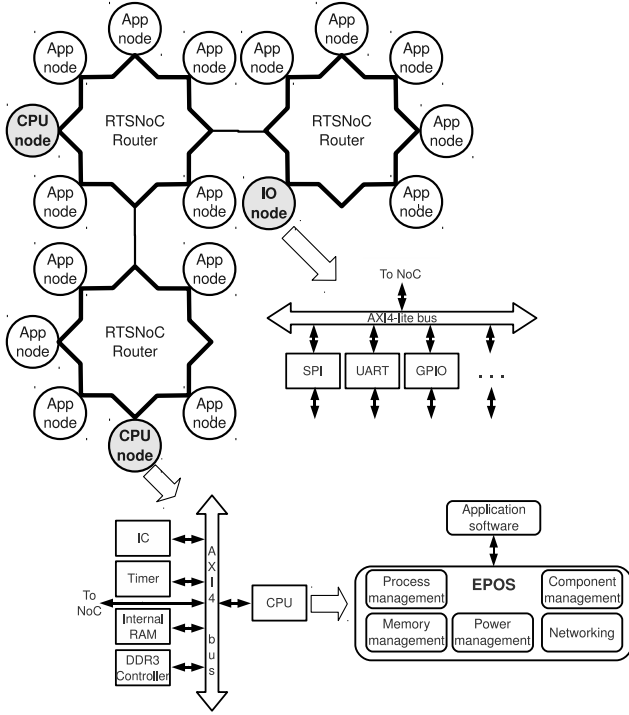 App node
App node
App node
App node
App node
App node
CPU node
RTSNoC Router
RTSNoC Router
App node
App node
App node
IO node
App node
App node
App node
To NoC
AXI4-lite bus
App node
RTSNoC Router
SPI
UART
GPIO
. . .
App node
App node
CPU node
Application software
IC
AXI4 bus
Timer
Process management
EPOS
Component management
To NoC
CPU
Internal RAM
Memory management
Power management
Networking
DDR3 Controller